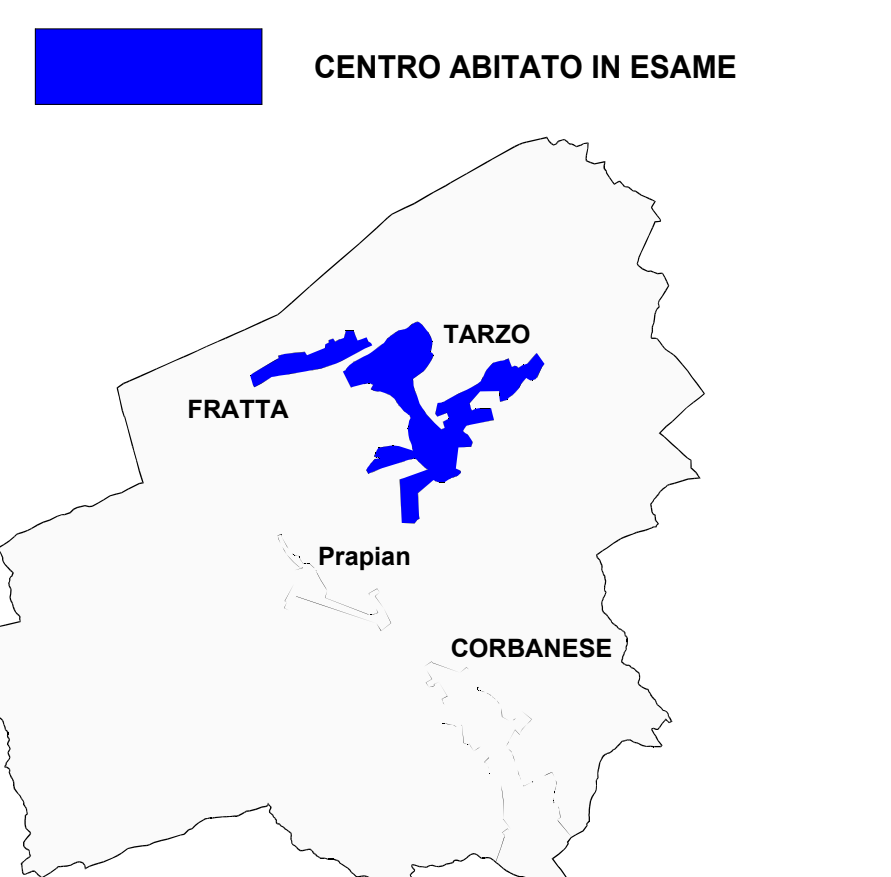 CENTRO ABITATO IN ESAME
TARZO
FRATTA
Prapian
CORBANESE